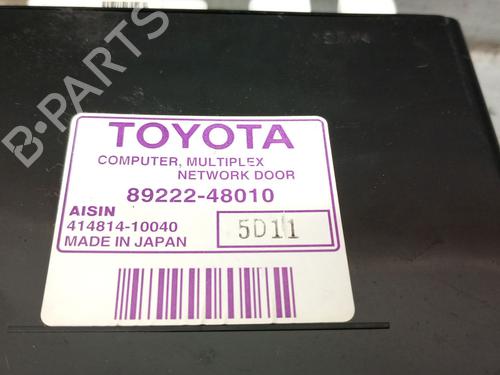 TOYOTA
COMPUTER, MULTIPLEX
NETWORK DOOR
89222-48010
AISIN
414814-10040
MADE IN JAPAN
5D11
B-PARTS